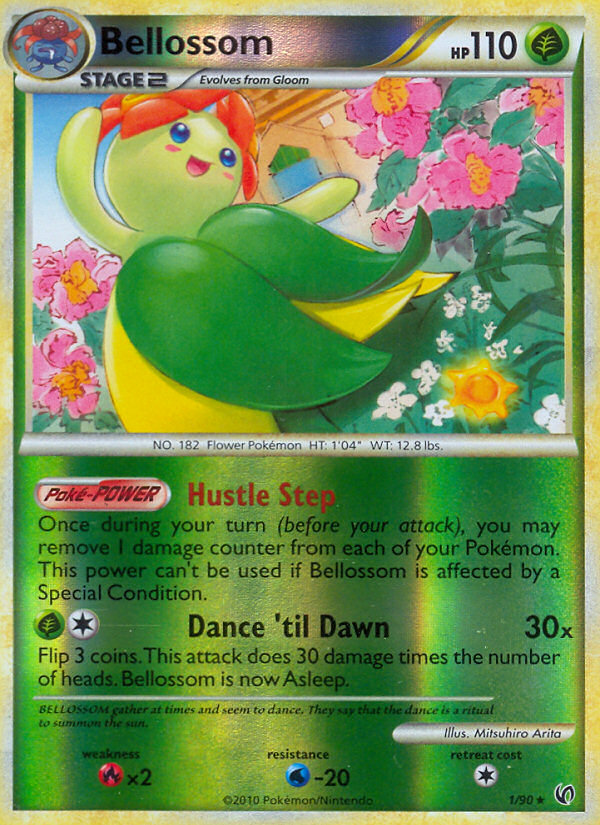 Bellossom
HP 110
STAGE 2
Evolves from Gloom
NO. 182 Flower Pokémon HT: 1'04" WT: 12.8 lbs.
Poké-POWER Hustle Step
Once during your turn (before your attack), you may
remove 1 damage counter from each of your Pokémon.
This power can't be used if Bellossom is affected by a
Special Condition.
Dance 'til Dawn 30x
Flip 3 coins. This attack does 30 damage times the number
of heads. Bellossom is now Asleep.
BELLOSSOM gather at times and seem to dance. They say that the dance is a ritual
to summon the sun.
Illus. Mitsuhiro Arita
weakness resistance retreat cost
x2 -20
©2010 Pokémon/Nintendo 1/90 ★